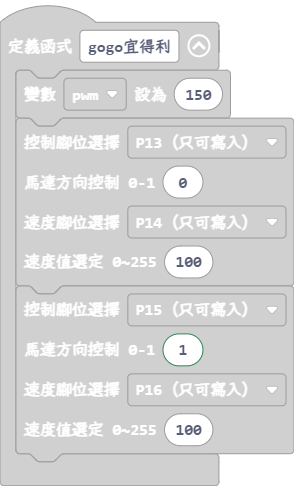 定義函式 gogo宜得利
變數 pwm 設為 150
控制腳位選擇 P13 (只可寫入)
馬達方向控制 0-1 0
速度腳位選擇 P14 (只可寫入)
速度值選定 0~255 100
控制腳位選擇 P15 (只可寫入)
馬達方向控制 0-1 1
速度腳位選擇 P16 (只可寫入)
速度值選定 0~255 100